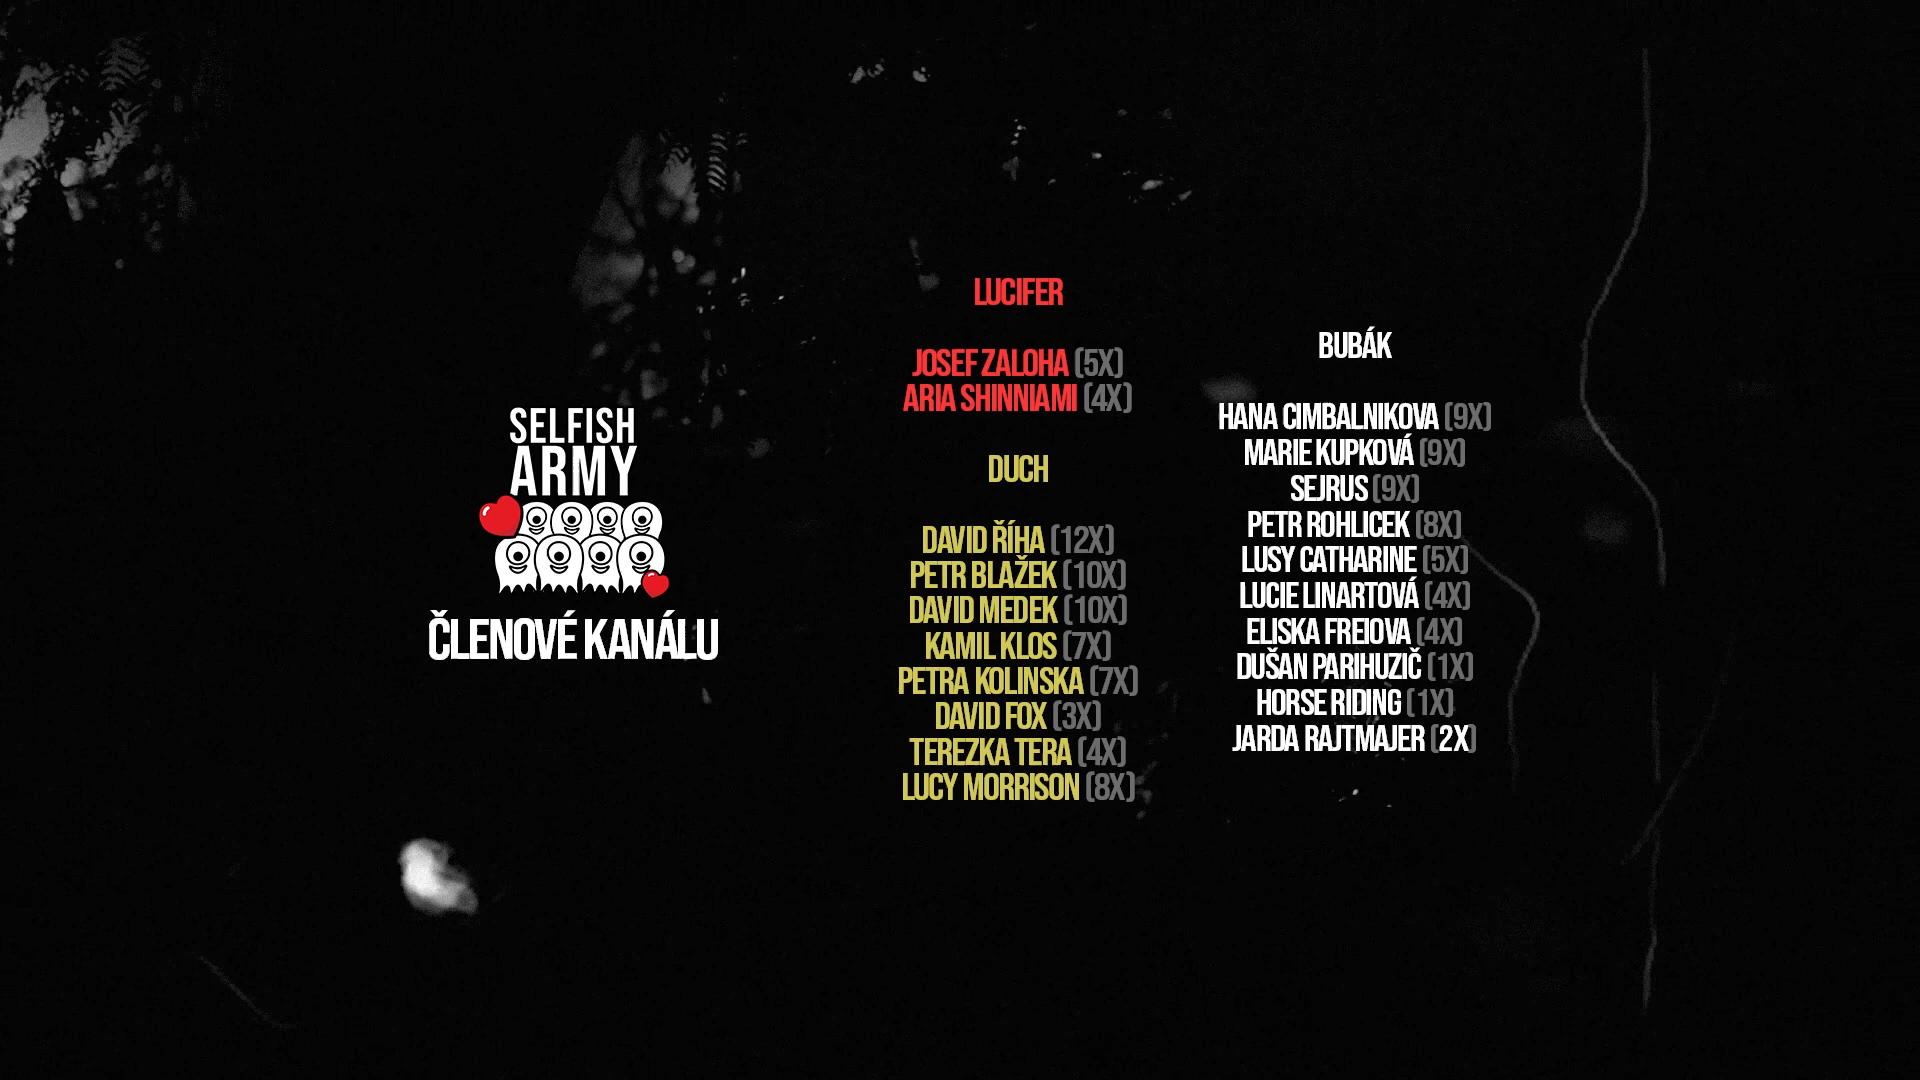 SELFISH
ARMY
ČLENOVÉ KANÁLU
LUCIFER
JOSEF ZALOHA (5X)
ARIA SHINNIAMI (4X)
DUCH
DAVID ŘÍHA (12X)
PETR BLAŽEK (10X)
DAVID MEDEK (10X)
KAMIL KLOS (7X)
PETRA KOLINSKA (7X)
DAVID FOX (3X)
TEREZKA TERA (4X)
LUCY MORRISON (8X)
BUBÁK
HANA CIMBALNIKOVA (9X)
MARIE KUPKOVÁ (9X)
SEJRUS (9X)
PETR ROHLICEK (8X)
LUSY CATHARINE (5X)
LUCIE LINARTOVÁ (4X)
ELISKA FREIOVA (4X)
DUŠAN PARIHUZIČ (1X)
HORSE RIDING (1X)
JARDA RAJTMAJER (2X)